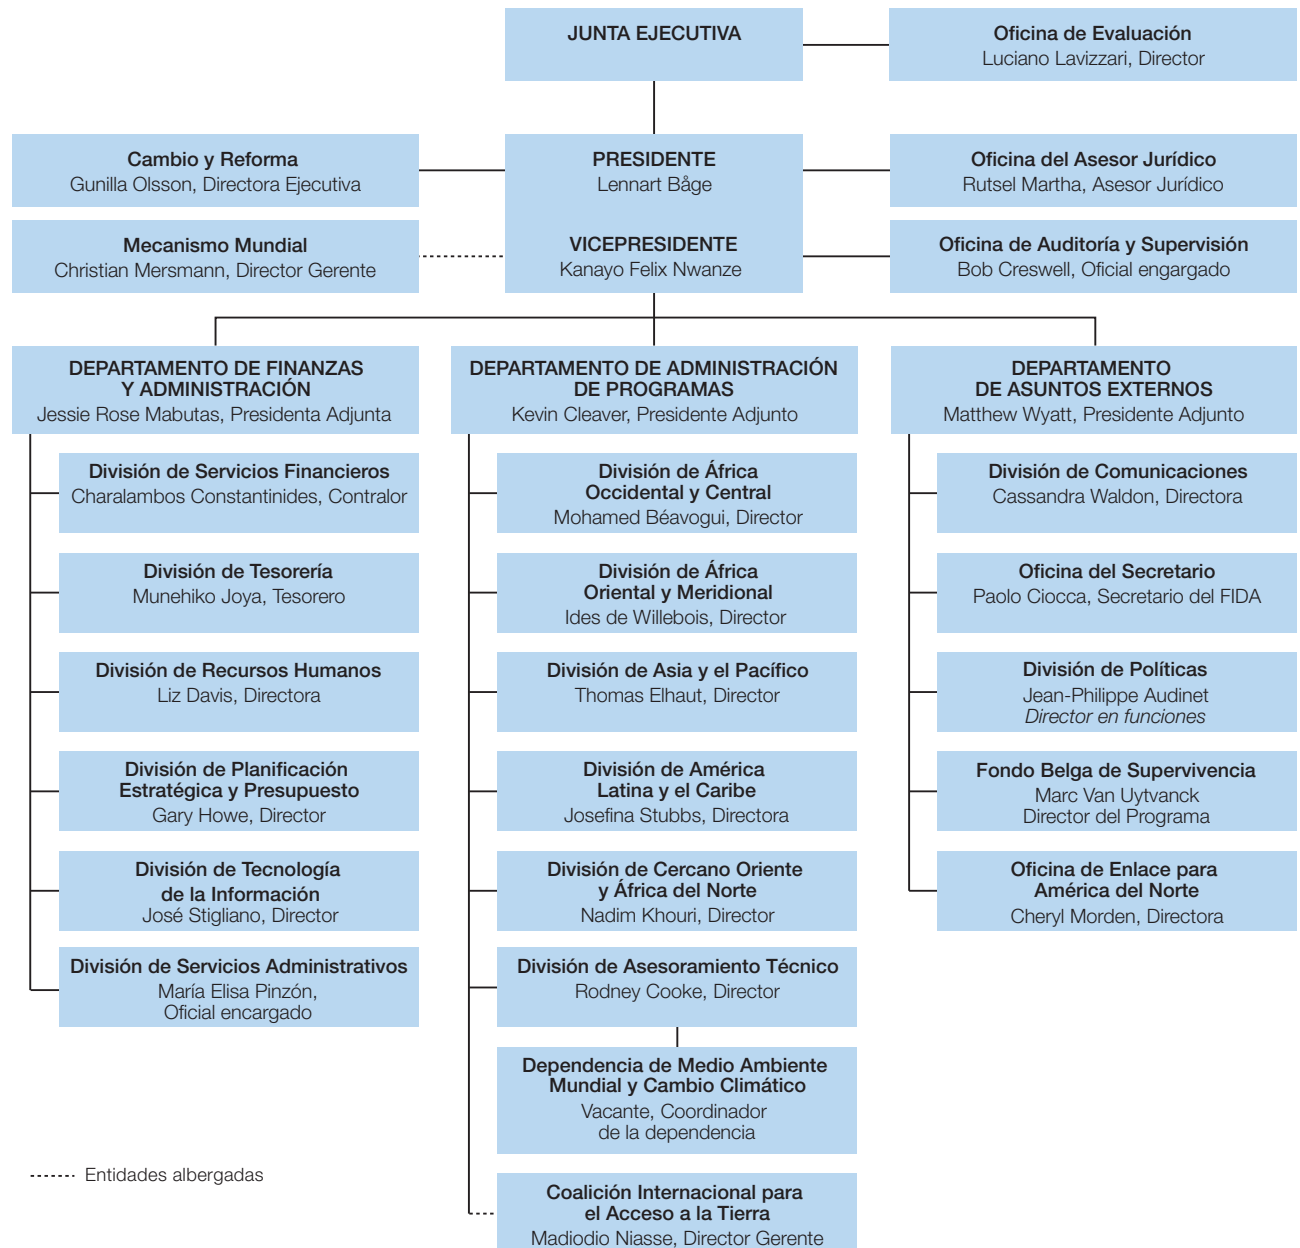 JUNTA EJECUTIVA
Oficina de Evaluación
Luciano Lavizzari, Director
Cambio y Reforma
Gunilla Olsson, Directora Ejecutiva
PRESIDENTE
Lennart Båge
Oficina del Asesor Jurídico
Rutsel Martha, Asesor Jurídico
Mecanismo Mundial
Christian Mersmann, Director Gerente
VICEPRESIDENTE
Kanayo Felix Nwanze
Oficina de Auditoría y Supervisión
Bob Creswell, Oficial engargado
DEPARTAMENTO DE FINANZAS
Y ADMINISTRACIÓN
Jessie Rose Mabutas, Presidenta Adjunta
División de Servicios Financieros
Charalambos Constantinides, Contralor
División de Tesorería
Munehiko Joya, Tesorero
División de Recursos Humanos
Liz Davis, Directora
División de Planificación
Estratégica y Presupuesto
Gary Howe, Director
División de Tecnología
de la Información
José Stigliano, Director
División de Servicios Administrativos
María Elisa Pinzón,
Oficial encargado
DEPARTAMENTO DE ADMINISTRACIÓN
DE PROGRAMAS
Kevin Cleaver, Presidente Adjunto
División de África
Occidental y Central
Mohamed Béavogui, Director
División de África
Oriental y Meridional
Ides de Willebois, Director
División de Asia y el Pacífico
Thomas Elhaut, Director
División de América
Latina y el Caribe
Josefina Stubbs, Directora
División de Cercano Oriente
y África del Norte
Nadim Khouri, Director
División de Asesoramiento Técnico
Rodney Cooke, Director
Dependencia de Medio Ambiente
Mundial y Cambio Climático
Vacante, Coordinador
de la dependencia
Coalición Internacional para
el Acceso a la Tierra
Madiodio Niasse, Director Gerente
DEPARTAMENTO
DE ASUNTOS EXTERNOS
Matthew Wyatt, Presidente Adjunto
División de Comunicaciones
Cassandra Waldon, Directora
Oficina del Secretario
Paolo Ciocca, Secretario del FIDA
División de Políticas
Jean-Philippe Audinet
Director en funciones
Fondo Belga de Supervivencia
Marc Van Uytvanck
Director del Programa
Oficina de Enlace para
América del Norte
Cheryl Morden, Directora
Entidades albergadas